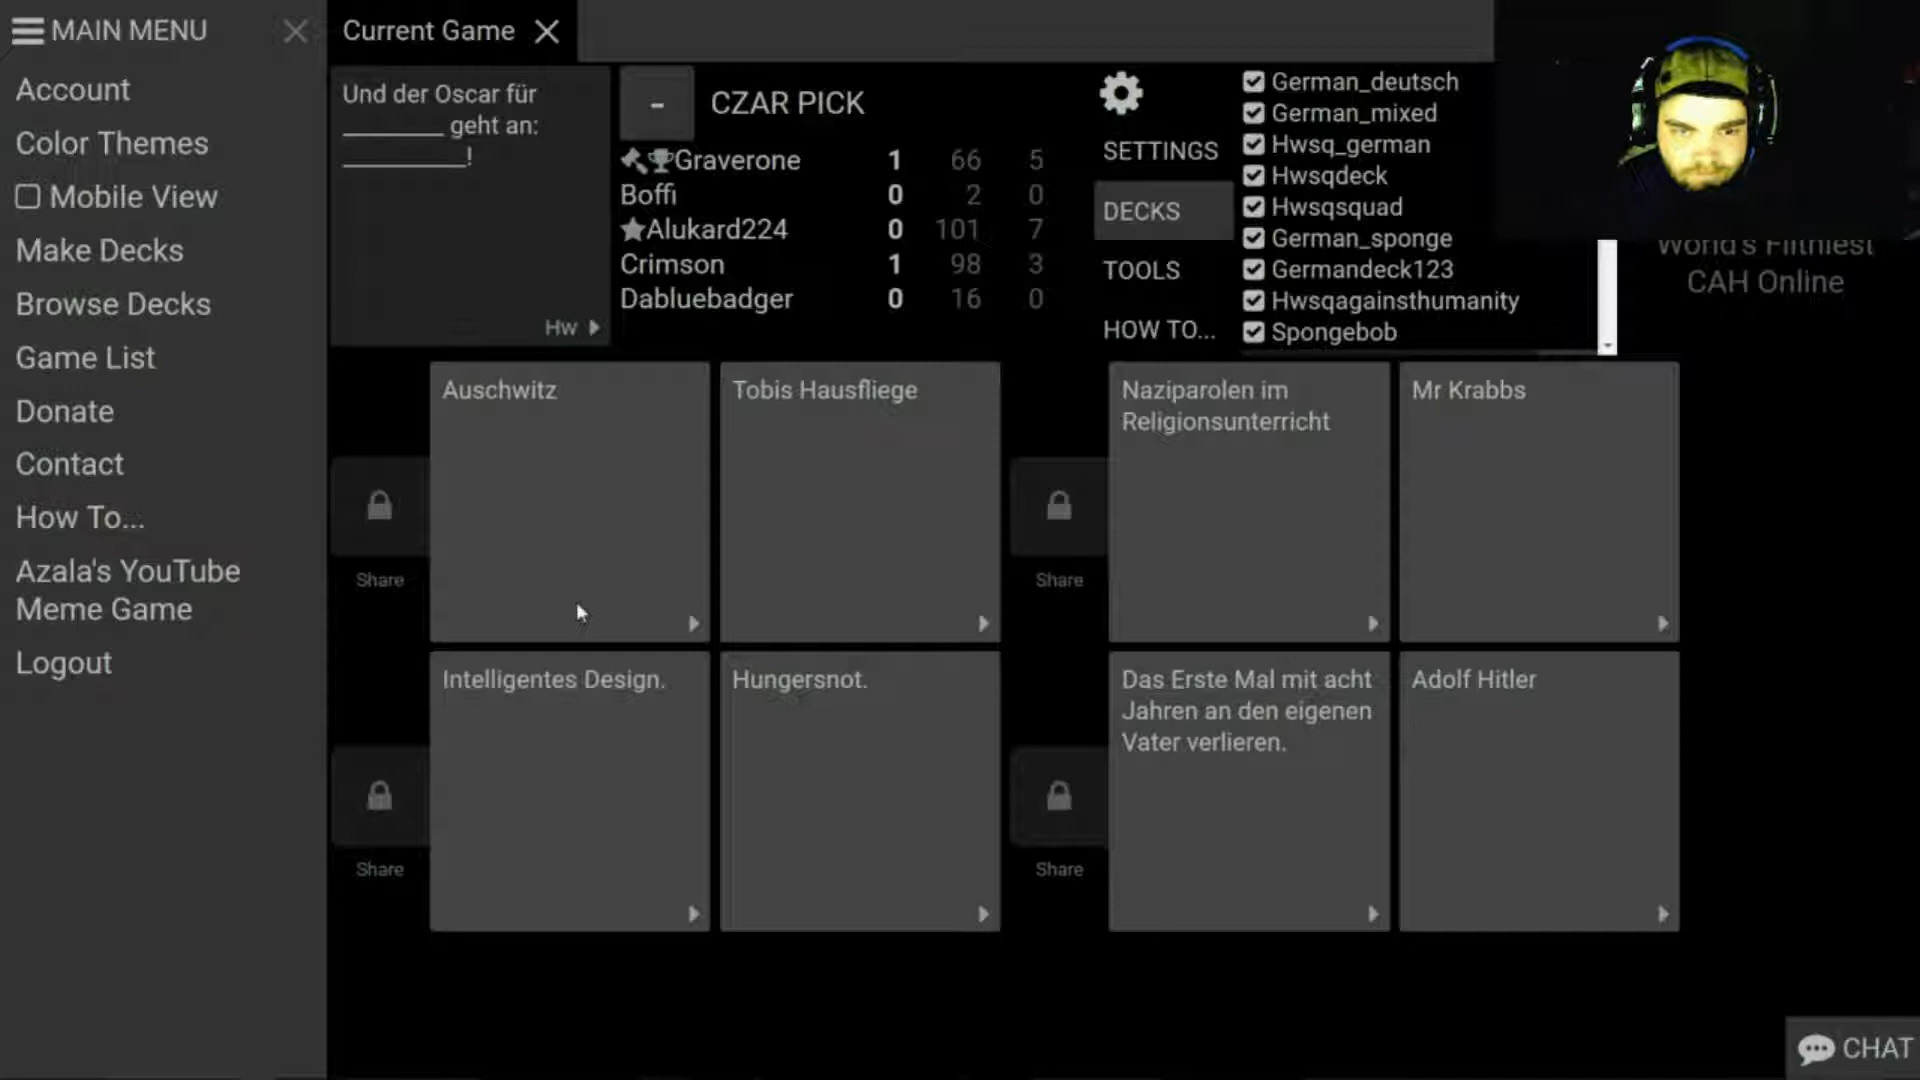 MAIN MENU
Account
Color Themes
Mobile View
Make Decks
Browse Decks
Game List
Donate
Contact
How To...
Azala's YouTube
Meme Game
Logout
Current Game
Und der Oscar für
__________ geht an:
____________!
Hw
-
CZAR PICK
Graverone 1 66 5
Boffi 0 2 0
Alukard224 0 101 7
Crimson 1 98 3
Dabluebadger 0 16 0
SETTINGS
DECKS
TOOLS
HOW TO...
German_deutsch
German_mixed
Hwsq_german
Hwsqdeck
Hwsqsquad
German_sponge
Germandeck123
Hwsqagainsthumanity
Spongebob
World's Filthiest
CAH Online
Share
Auschwitz
Tobis Hausfliege
Share
Naziparolen im
Religionsunterricht
Mr Krabbs
Share
Intelligentes Design.
Hungersnot.
Share
Das Erste Mal mit acht
Jahren an den eigenen
Vater verlieren.
Adolf Hitler
CHAT